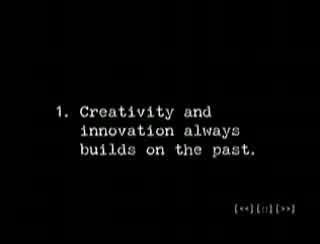 1. Creativity and
innovation always
builds on the past.
[<<] [::] [>>]